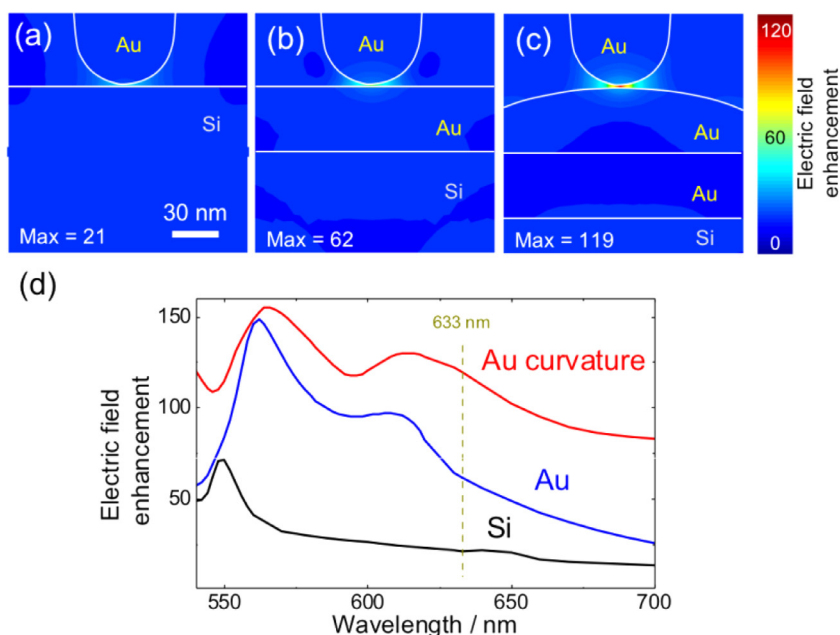 (a)
Au
Si
Max = 21
30 nm
(b)
Au
Au
Si
Max = 62
(c)
Au
Au
Au
Max = 119
Si
120
60
0
Electric field
enhancement
(d)
150
100
50
Electric field
enhancement
633 nm
Au curvature
Au
Si
550
600
650
700
Wavelength / nm